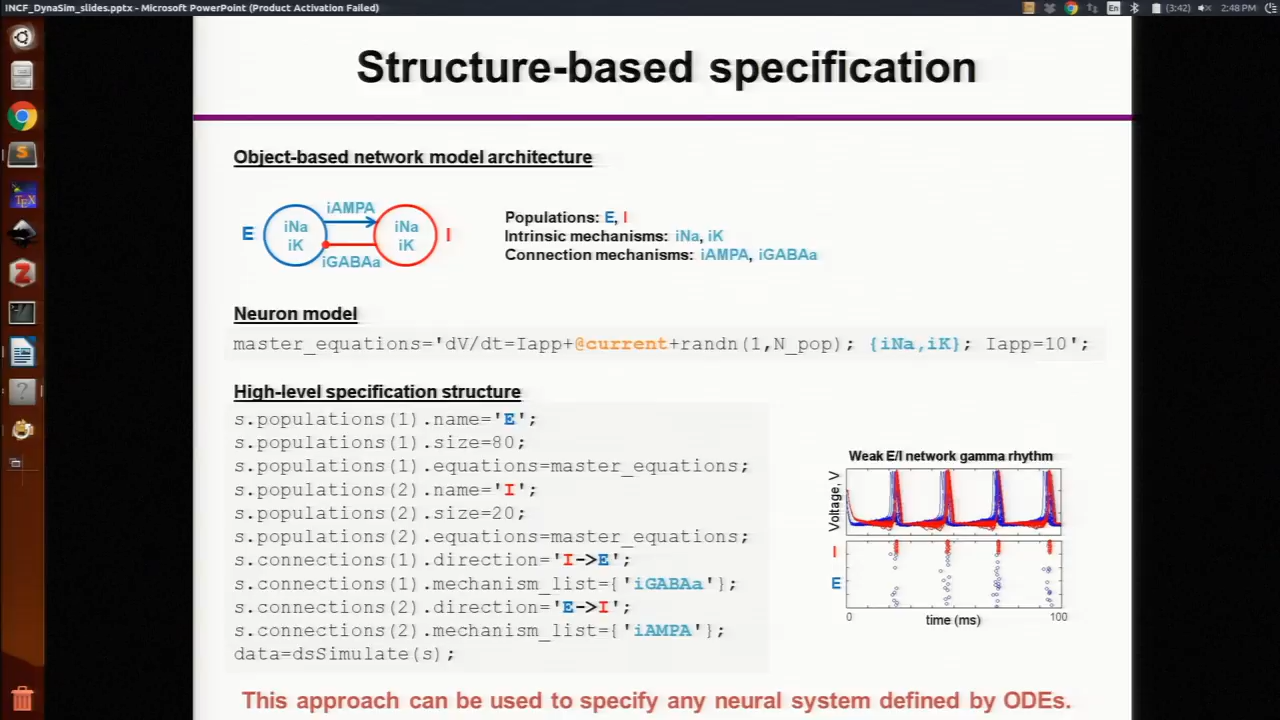 INCF_DynaSim_slides.pptx - Microsoft PowerPoint (Product Activation Failed)
En
(3:42)
2:48 PM
Structure-based specification
Object-based network model architecture
E
iNa
iK
iAMPA
iGABAa
iNa
iK
I
Populations: E, I
Intrinsic mechanisms: iNa, iK
Connection mechanisms: iAMPA, iGABAa
Neuron model
master_equations='dV/dt=Iapp+@current+randn(1,N_pop); {iNa,iK}; Iapp=10';
High-level specification structure
s.populations(1).name='E';
s.populations(1).size=80;
s.populations(1).equations=master_equations;
s.populations(2).name='I';
s.populations(2).size=20;
s.populations(2).equations=master_equations;
s.connections(1).direction='I->E';
s.connections(1).mechanism_list={'iGABAa'};
s.connections(2).direction='E->I';
s.connections(2).mechanism_list={'iAMPA'};
data=dsSimulate(s);
Weak E/I network gamma rhythm
Voltage, V
I
E
0
100
time (ms)
This approach can be used to specify any neural system defined by ODEs.